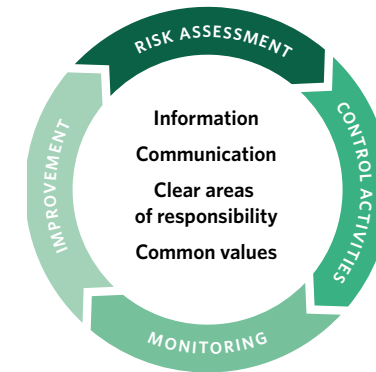 RISK ASSESSMENT
CONTROL ACTIVITIES
MONITORING
IMPROVEMENT
Information
Communication
Clear areas
of responsibility
Common values